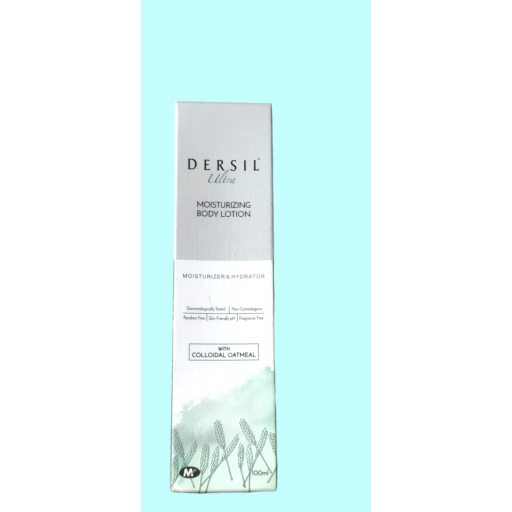 DERSIL®
Ultra
MOISTURIZING
BODY LOTION
MOISTURIZER & HYDRATOR
Dermatologically Tested | Non-Comedogenic
Paraben Free | Skin-Friendly pH | Fragrance Free
WITH
COLLOIDAL OATMEAL
M
100ml